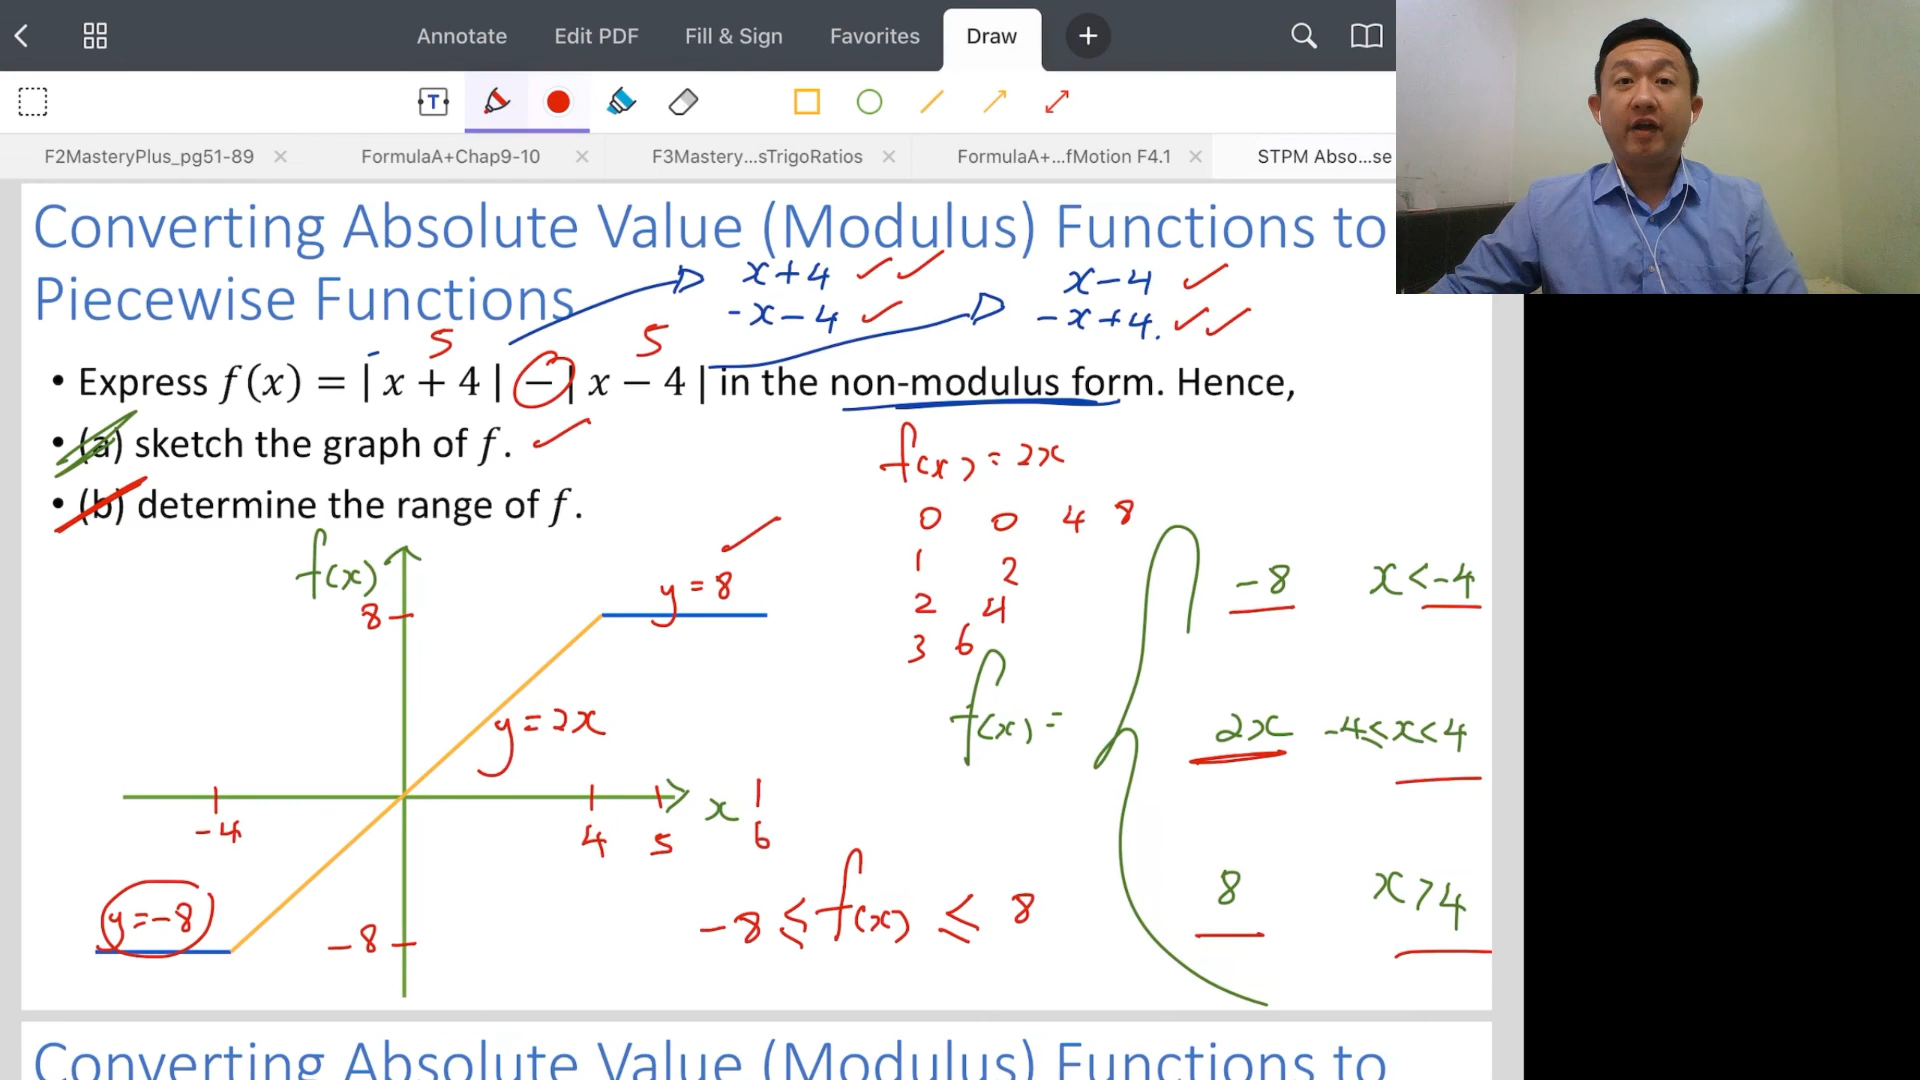 Annotate Edit PDF Fill & Sign Favorites Draw
T
F2MasteryPlus_pg51-89 FormulaA+Chap9-10 F3Mastery...sTrigoRatios FormulaA+...fMotion F4.1 STPM Abso...se
Converting Absolute Value (Modulus) Functions to
Piecewise Functions
x+4 x-4
-x-4 -x+4.
5 5
• Express f(x) = | x + 4 | − | x − 4 | in the non-modulus form. Hence,
• (a) sketch the graph of f.
• (b) determine the range of f.
f(x) = 2x
0 0 4 8
1 2
2 4
3 6
f(x)
8
y = 8
y = 2x
x
-4 4 5 6
y=-8
-8
-8 ≤ f(x) ≤ 8
f(x) =
-8 x<-4
2x -4≤x<4
8 x>4
Converting Absolute Value (Modulus) Functions to